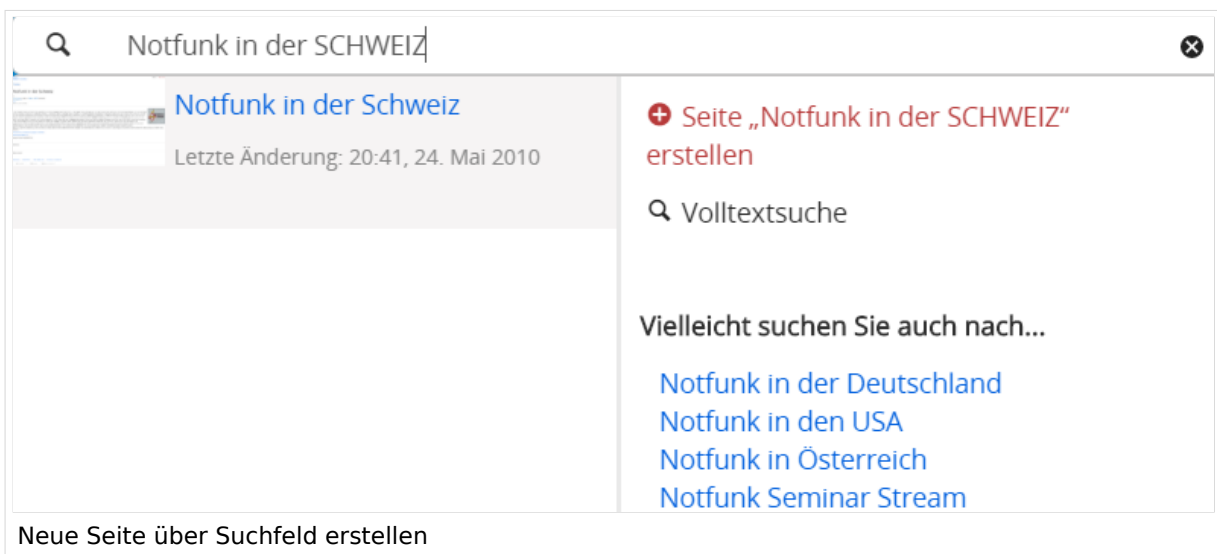 Notfunk in der SCHWEIZ
Notfunk in der Schweiz
Letzte Änderung: 20:41, 24. Mai 2010
Seite „Notfunk in der SCHWEIZ“
erstellen
Volltextsuche
Vielleicht suchen Sie auch nach...
Notfunk in der Deutschland
Notfunk in den USA
Notfunk in Österreich
Notfunk Seminar Stream
Neue Seite über Suchfeld erstellen